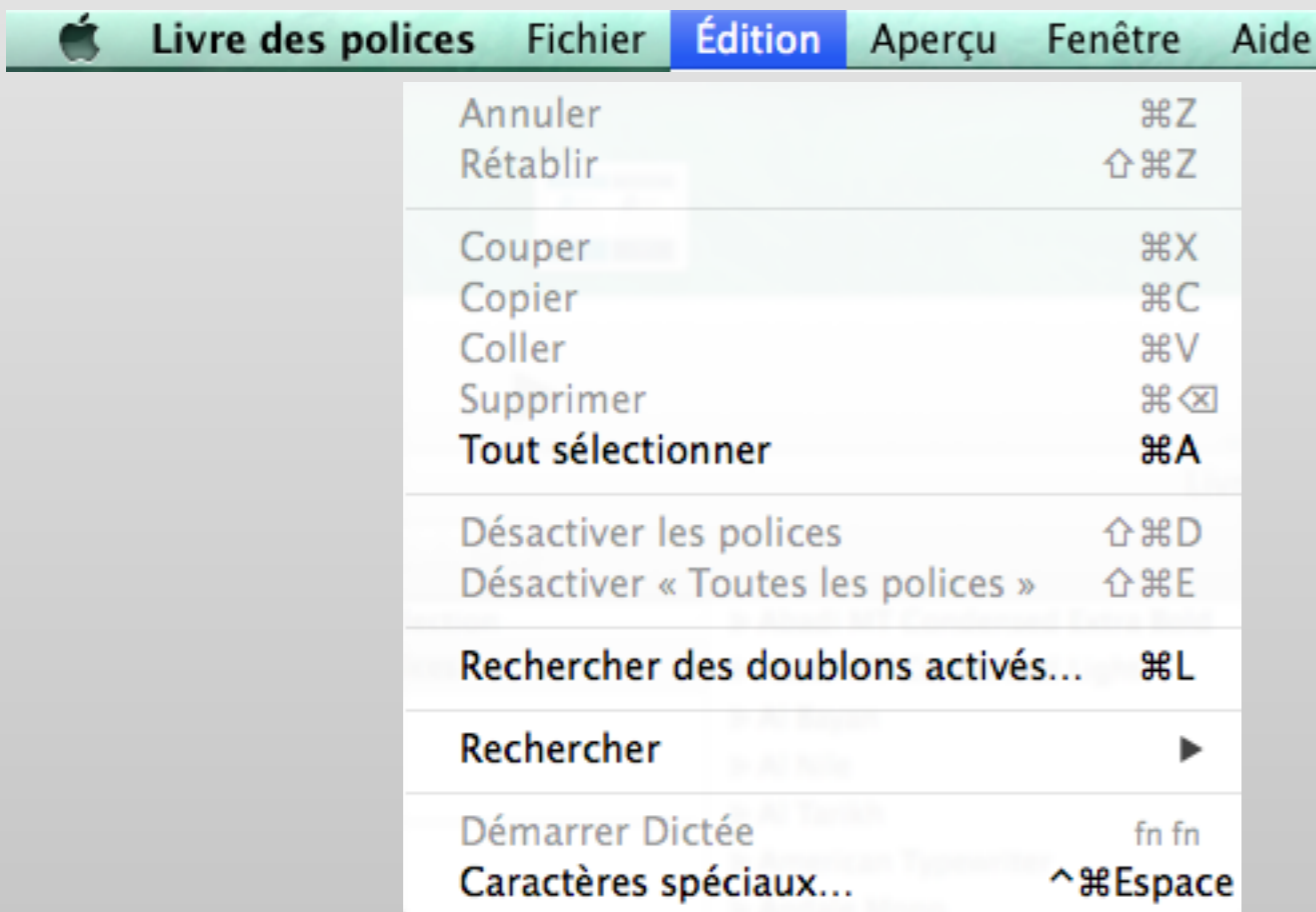 Livre des polices Fichier Édition Aperçu Fenêtre Aide
Annuler ⌘Z
Rétablir ⇧⌘Z
Couper ⌘X
Copier ⌘C
Coller ⌘V
Supprimer ⌘⌫
Tout sélectionner ⌘A
Désactiver les polices ⇧⌘D
Désactiver « Toutes les polices » ⇧⌘E
Rechercher des doublons activés... ⌘L
Rechercher ▶
Démarrer Dictée fn fn
Caractères spéciaux... ^⌘Espace